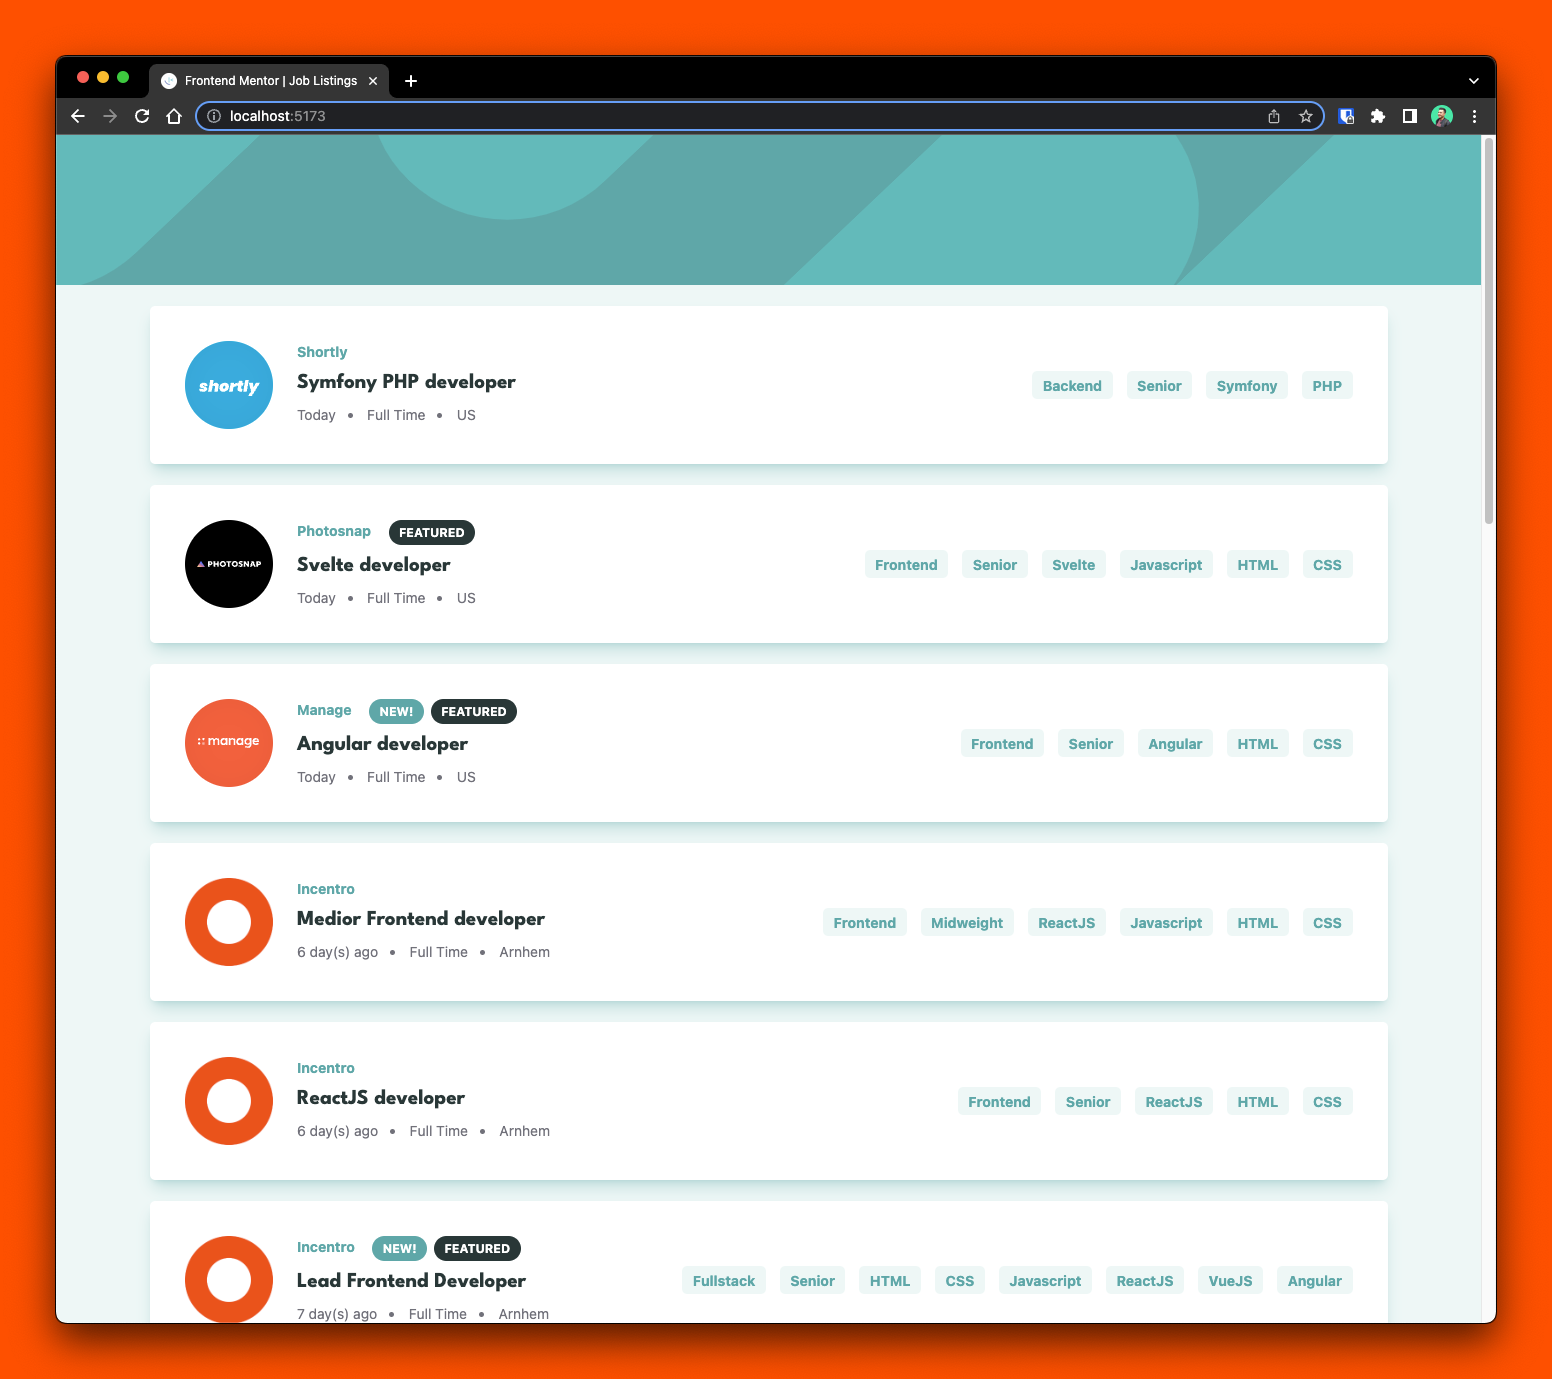 Frontend Mentor | Job Listings
localhost:5173
Shortly
shortly
Symfony PHP developer
Today • Full Time • US
Backend Senior Symfony PHP
Photosnap FEATURED
PHOTOSNAP
Svelte developer
Today • Full Time • US
Frontend Senior Svelte Javascript HTML CSS
Manage NEW! FEATURED
manage
Angular developer
Today • Full Time • US
Frontend Senior Angular HTML CSS
Incentro
Medior Frontend developer
6 day(s) ago • Full Time • Arnhem
Frontend Midweight ReactJS Javascript HTML CSS
Incentro
ReactJS developer
6 day(s) ago • Full Time • Arnhem
Frontend Senior ReactJS HTML CSS
Incentro NEW! FEATURED
Lead Frontend Developer
7 day(s) ago • Full Time • Arnhem
Fullstack Senior HTML CSS Javascript ReactJS VueJS Angular